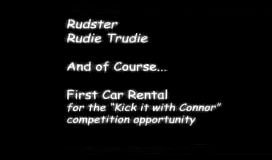 Rudster
Rudie Trudie
And of Course...
First Car Rental
for the "Kick it with Connor"
competition opportunity